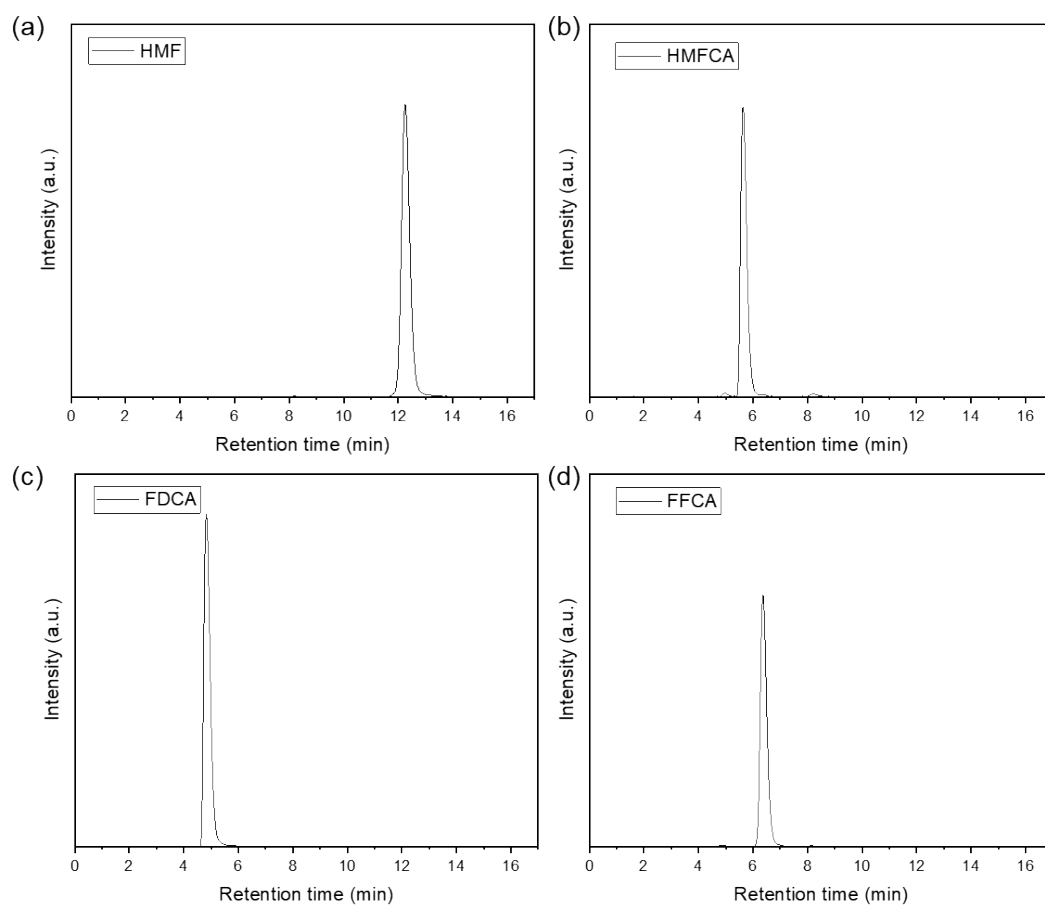 (a)
HMF
Intensity (a.u.)
0 2 4 6 8 10 12 14 16
Retention time (min)
(b)
HMFCA
Intensity (a.u.)
0 2 4 6 8 10 12 14 16
Retention time (min)
(c)
FDCA
Intensity (a.u.)
0 2 4 6 8 10 12 14 16
Retention time (min)
(d)
FFCA
Intensity (a.u.)
0 2 4 6 8 10 12 14 16
Retention time (min)